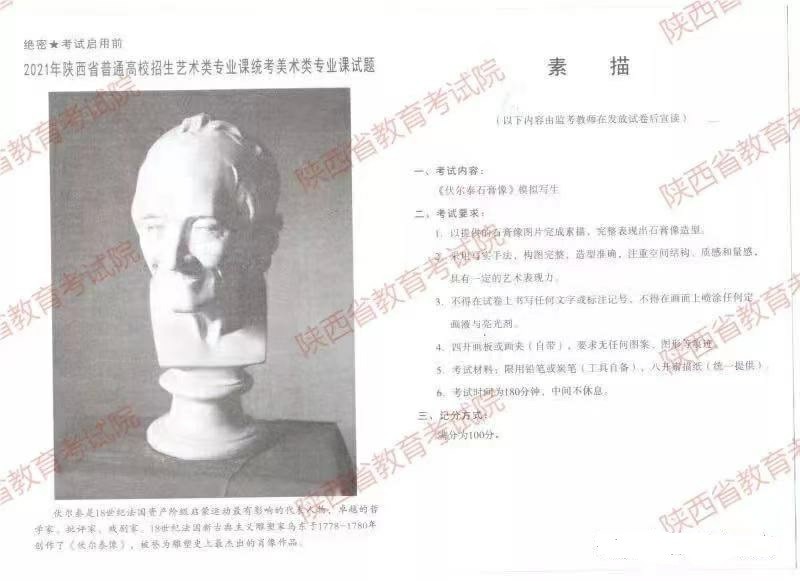 绝密★考试启用前
2021年陕西省普通高校招生艺术类专业课统考美术类专业课试题
伏尔泰是18世纪法国资产阶级启蒙运动最有影响的代表人物,卓越的哲
学家、批评家、戏剧家。18世纪法国新古典主义雕塑家乌东于1778-1780年
创作了《伏尔泰像》,被誉为雕塑史上最杰出的肖像作品。
素 描
(以下内容由监考教师在发放试卷后宣读)
一、考试内容:
《伏尔泰石膏像》模拟写生
二、考试要求:
1. 以提供的石膏像图片完成素描,完整表现出石膏像造型。
2. 采用写实手法,构图完整,造型准确,注重空间结构、质感和量感,
具有一定的艺术表现力。
3. 不得在试卷上书写任何文字或标注记号,不得在画面上喷涂任何定
画液与亮光剂。
4. 四开画板或画夹(自带),要求无任何图案、图形等痕迹。
5. 考试材料:限用铅笔或炭笔(工具自备),八开素描纸(统一提供)。
6. 考试时间为180分钟,中间不休息。
三、记分方式:
满分为100分。
陕西省教育考试院
陕西省教育考试院
陕西省教育考试院
陕西省教育考试院
陕西省教育考试院
陕西省教育考试院
陕西省教育考试院
陕西省教育考试院